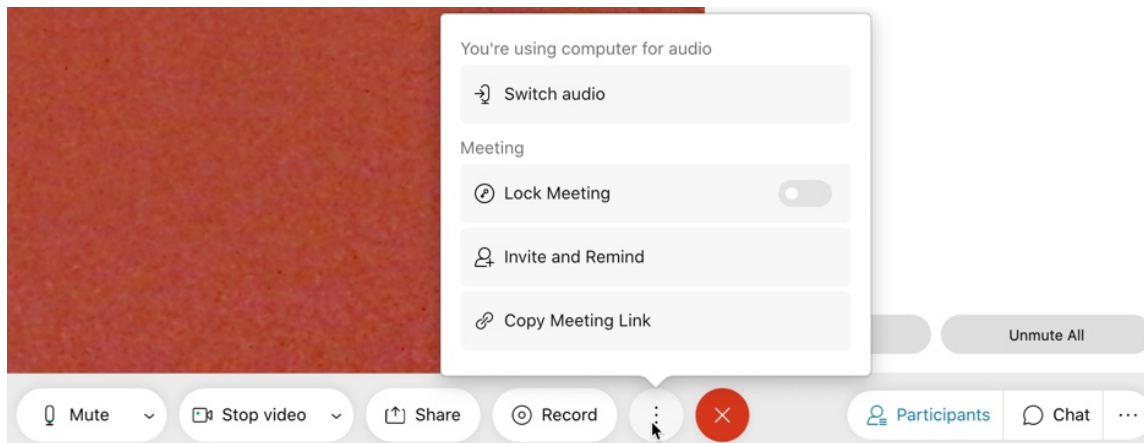 You're using computer for audio
Switch audio
Meeting
Lock Meeting
Invite and Remind
Copy Meeting Link
Unmute All
Mute
Stop video
Share
Record
Participants
Chat